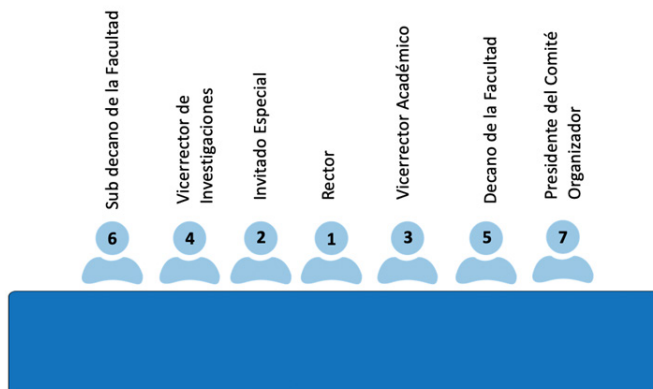 Sub decano de la Facultad
Vicerrector de
Investigaciones
Invitado Especial
Rector
Vicerrector Académico
Decano de la Facultad
Presidente del Comité
Organizador
6
4
2
1
3
5
7